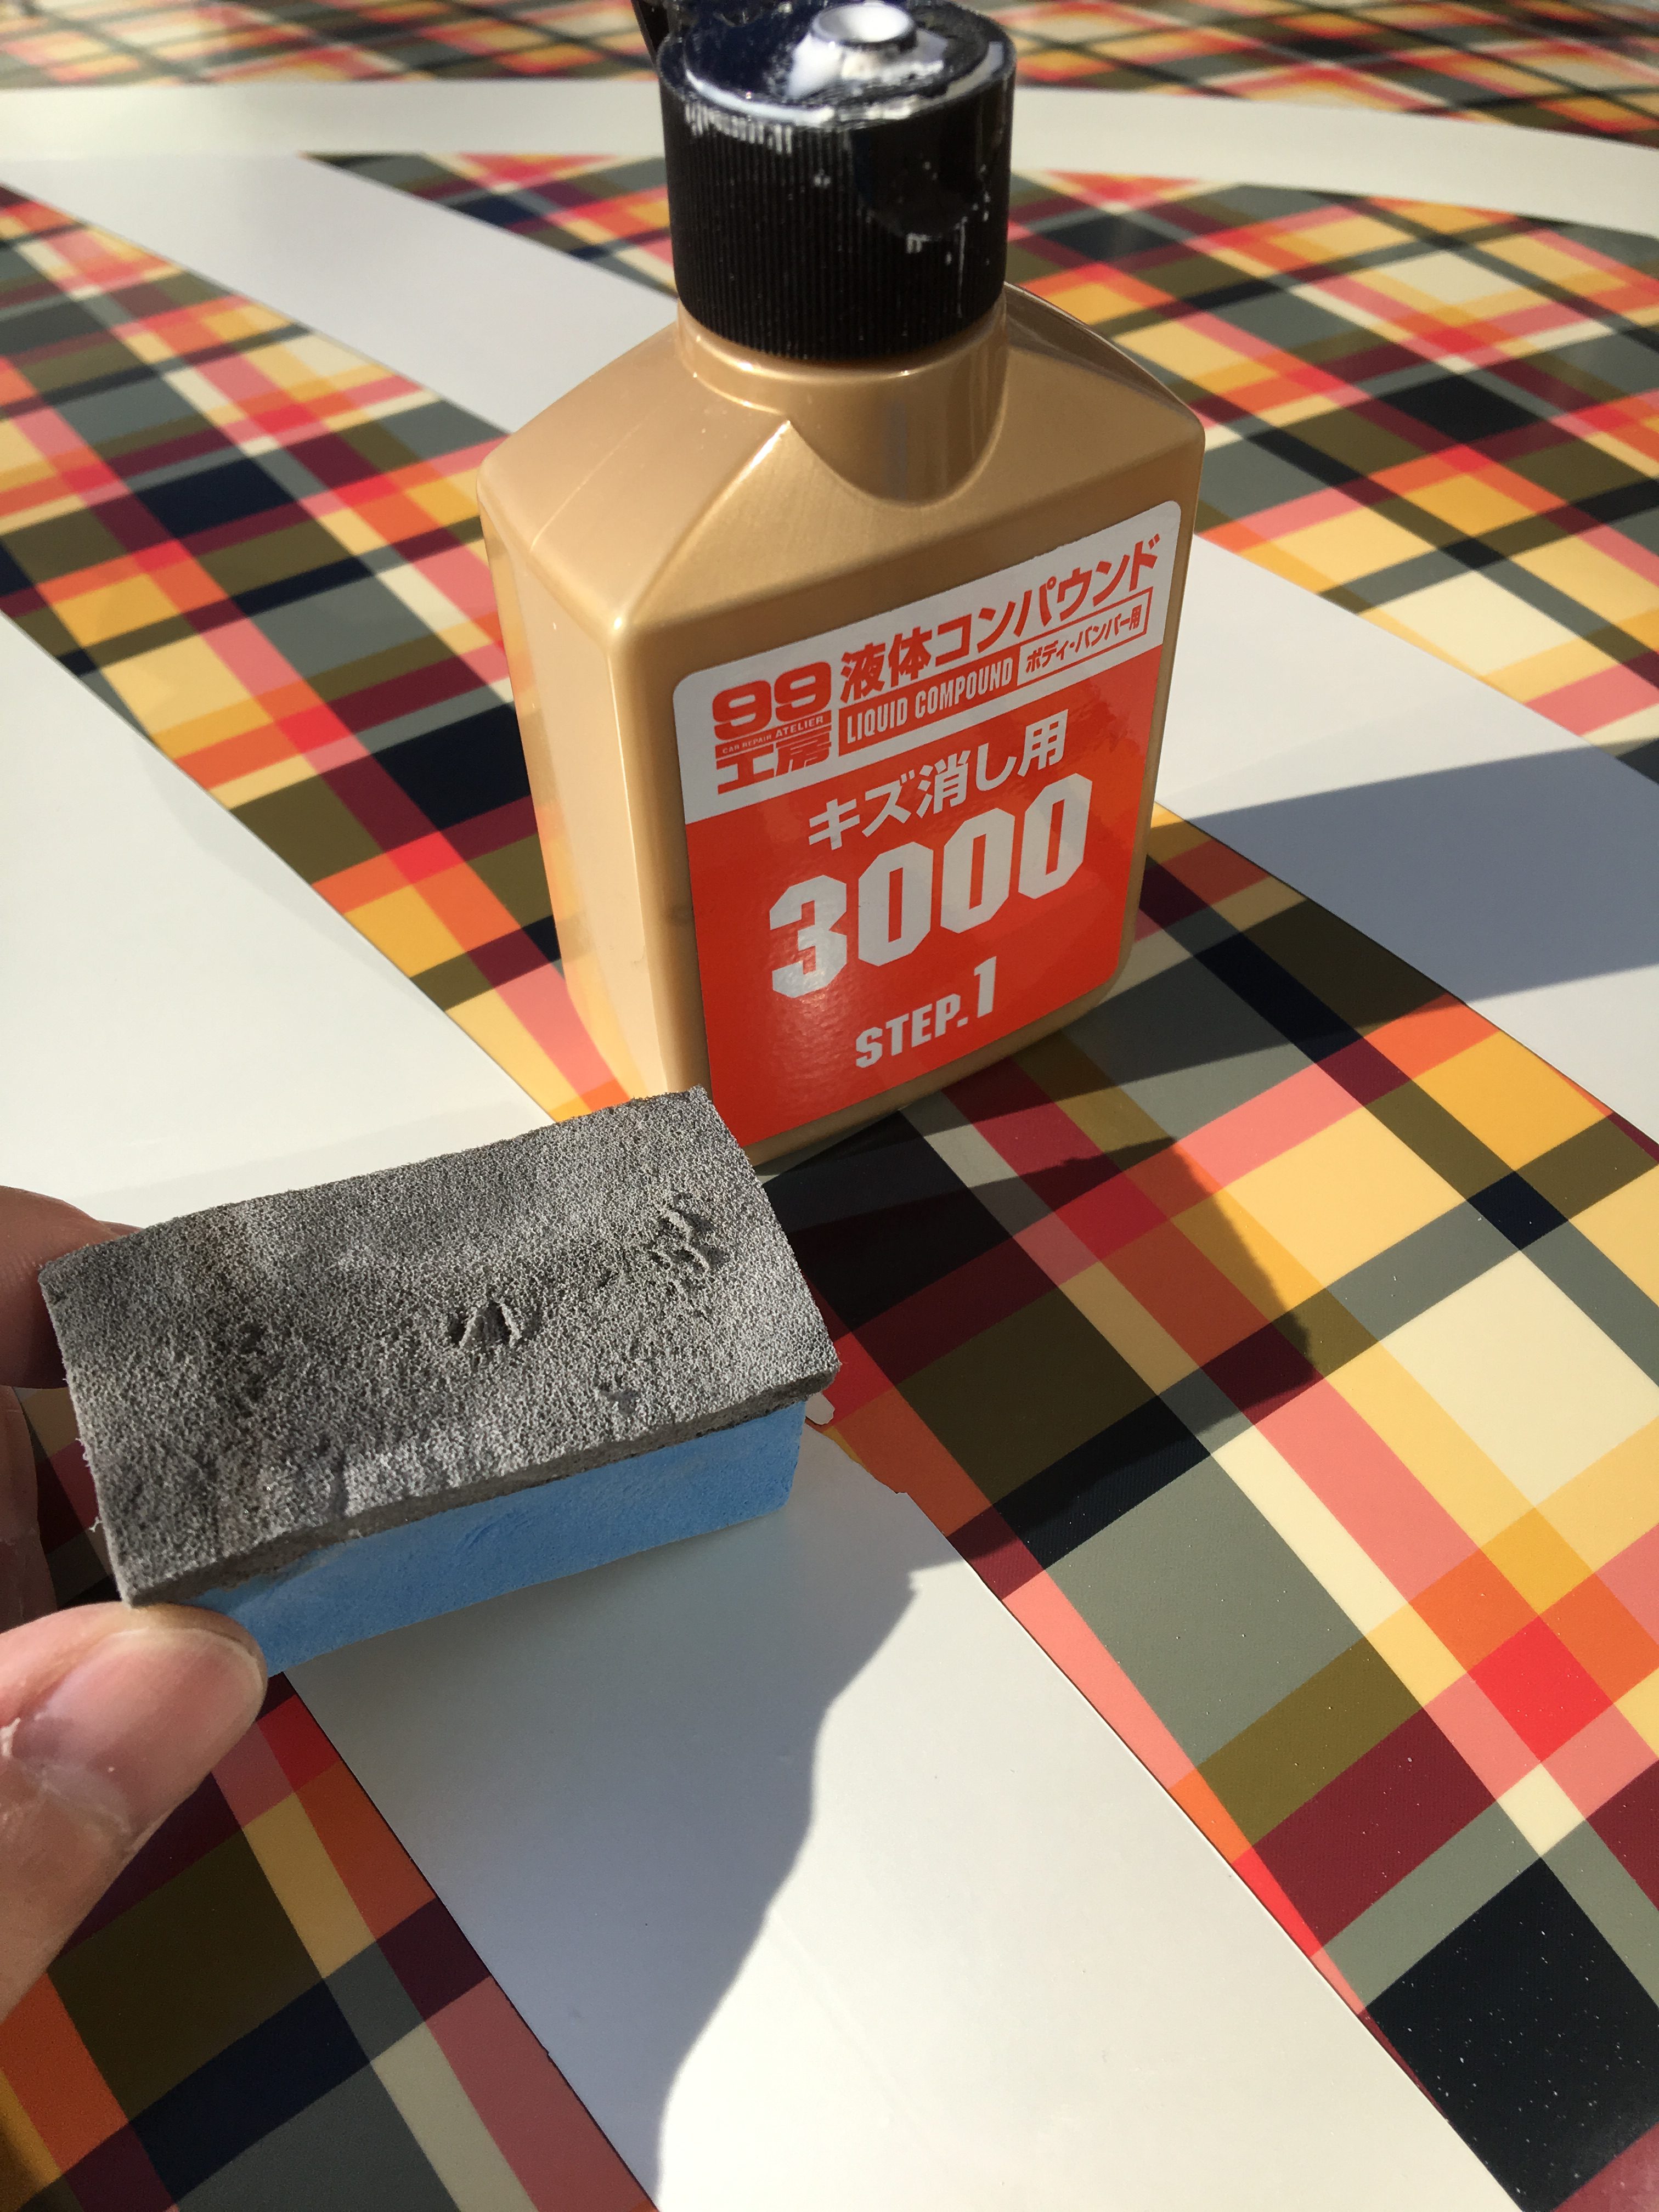 99
CAR REPAIR ATELIER
工房
液体コンパウンド
LIQUID COMPOUND
ボディ・バンパー用
キズ消し用
3000
STEP.1